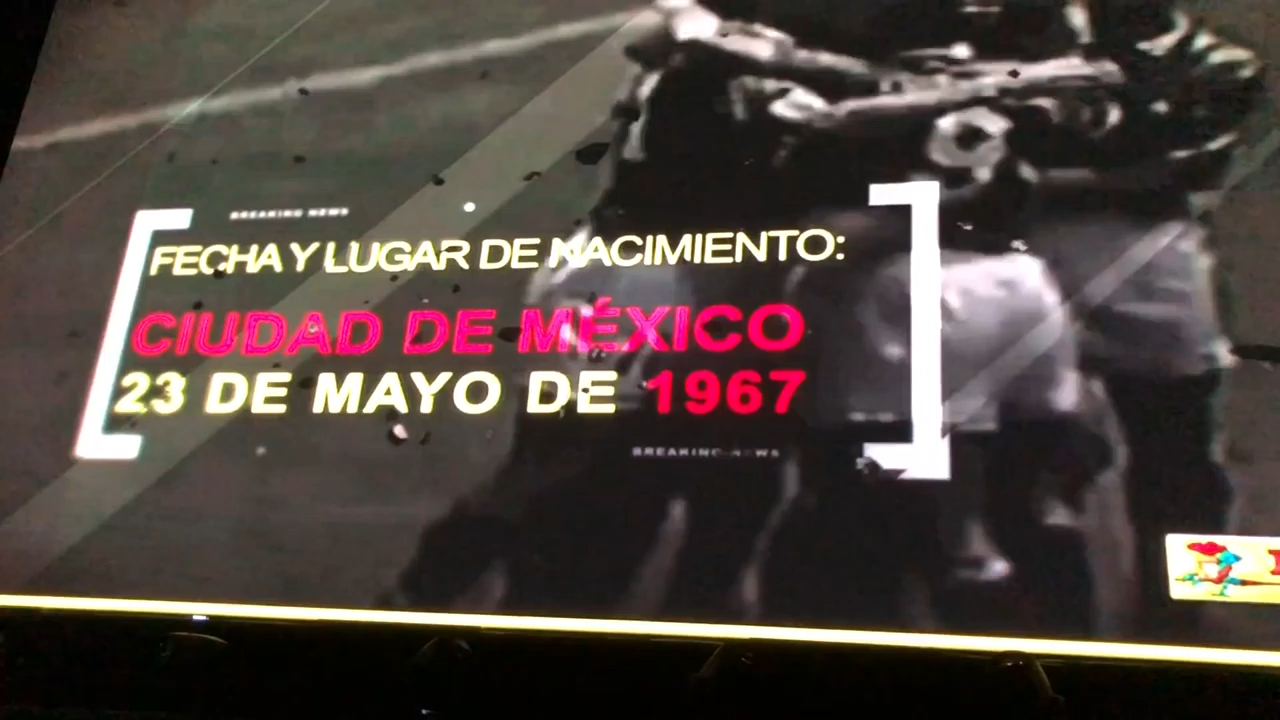 BREAKING NEWS
FECHA Y LUGAR DE NACIMIENTO:
CIUDAD DE MÉXICO
23 DE MAYO DE 1967
BREAKING NEWS